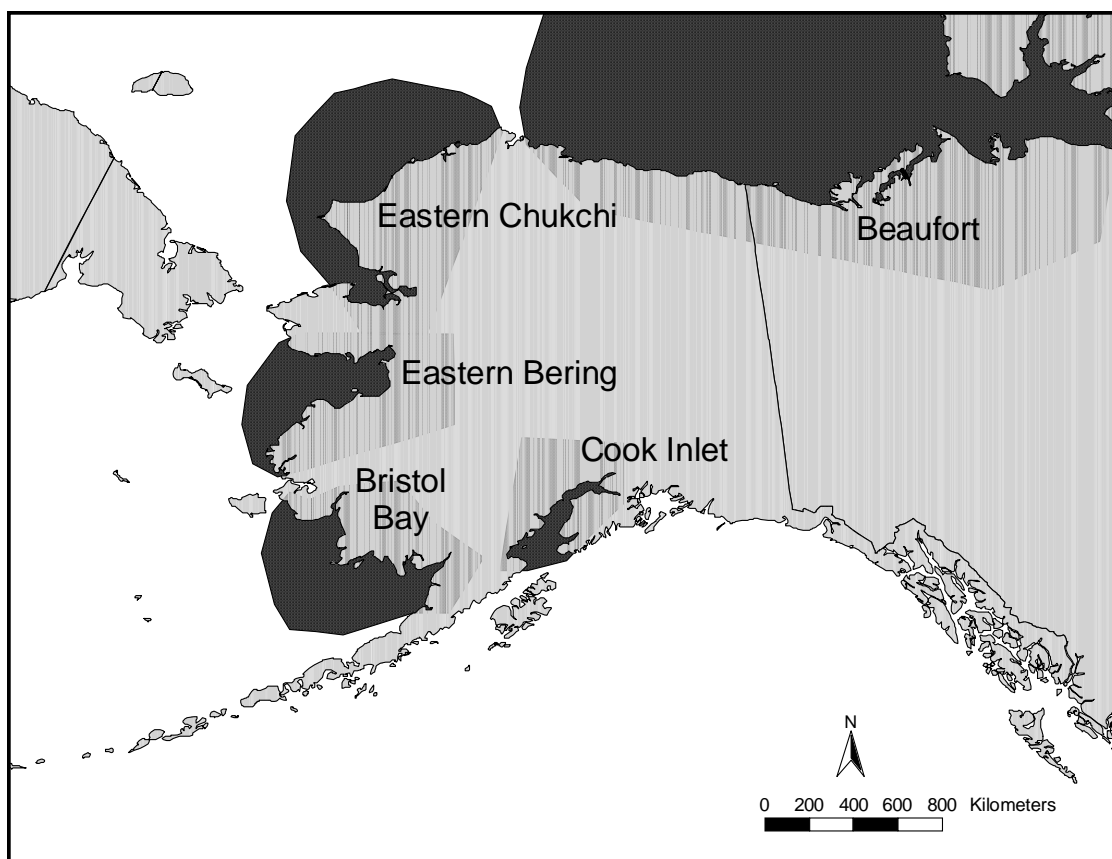 Eastern Chukchi
Beaufort
Eastern Bering
Cook Inlet
Bristol
Bay
N
0 200 400 600 800 Kilometers